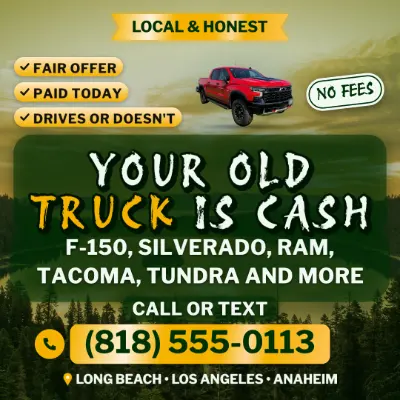 LOCAL & HONEST
FAIR OFFER
PAID TODAY
DRIVES OR DOESN'T
NO FEES
YOUR OLD
TRUCK IS CASH
F-150, SILVERADO, RAM,
TACOMA, TUNDRA AND MORE
CALL OR TEXT
(818) 555-0113
LONG BEACH • LOS ANGELES • ANAHEIM